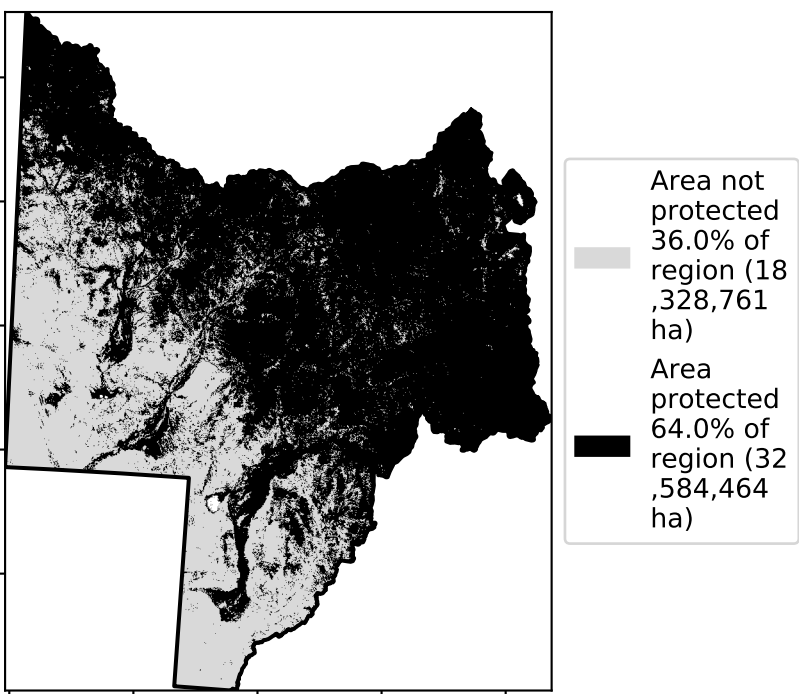 Area not
protected
36.0% of
region (18
,328,761
ha)
Area
protected
64.0% of
region (32
,584,464
ha)